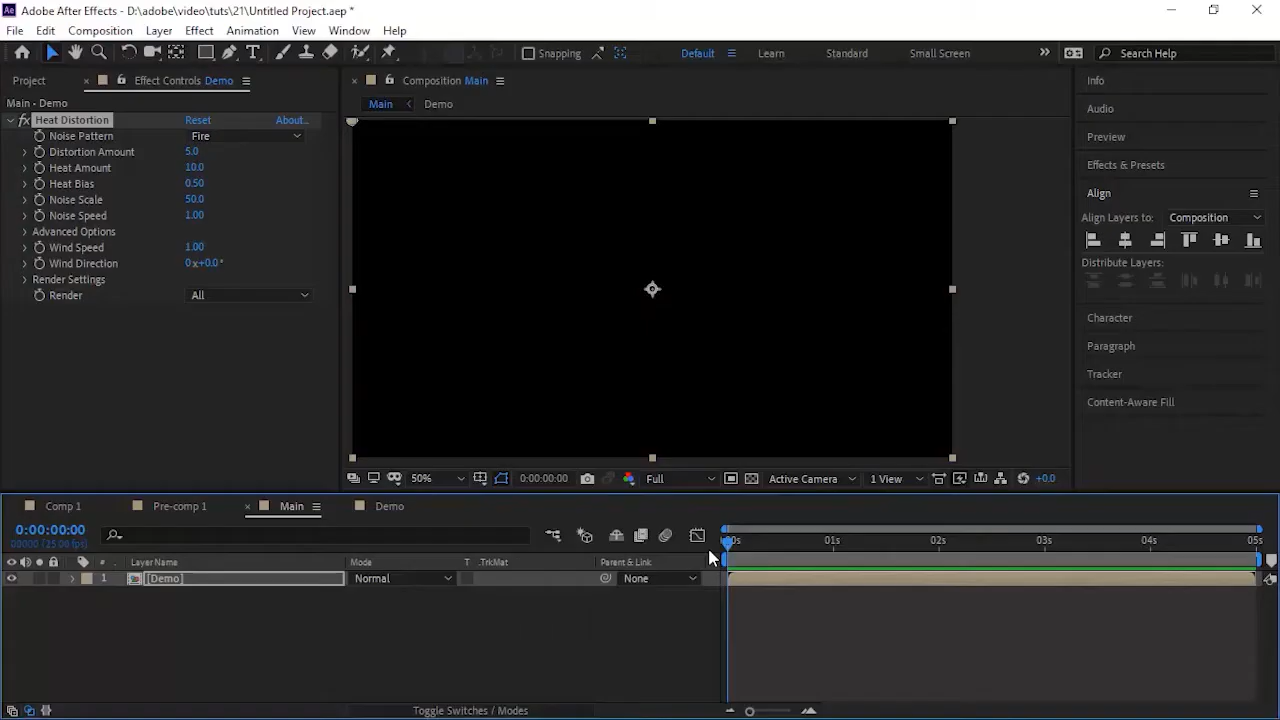 Ae Adobe After Effects - D:\adobe\video\tuts\21\Untitled Project.aep *
File Edit Composition Layer Effect Animation View Window Help
Snapping Default Learn Standard Small Screen Search Help
Project Effect Controls Demo
Main • Demo
fx Heat Distortion Reset About...
Noise Pattern Fire
Distortion Amount 5.0
Heat Amount 10.0
Heat Bias 0.50
Noise Scale 50.0
Noise Speed 1.00
Advanced Options
Wind Speed 1.00
Wind Direction 0x+0.0°
Render Settings
Render All
Composition Main
Main Demo
50% 0:00:00:00 Full Active Camera 1 View +0.0
Info
Audio
Preview
Effects & Presets
Align
Align Layers to: Composition
Distribute Layers:
Character
Paragraph
Tracker
Content-Aware Fill
Comp 1 Pre-comp 1 Main Demo
0:00:00:00
00000 (25.00 fps)
00s 01s 02s 03s 04s 05s
# Layer Name Mode T .TrkMat Parent & Link
1 [Demo] Normal None
Toggle Switches / Modes